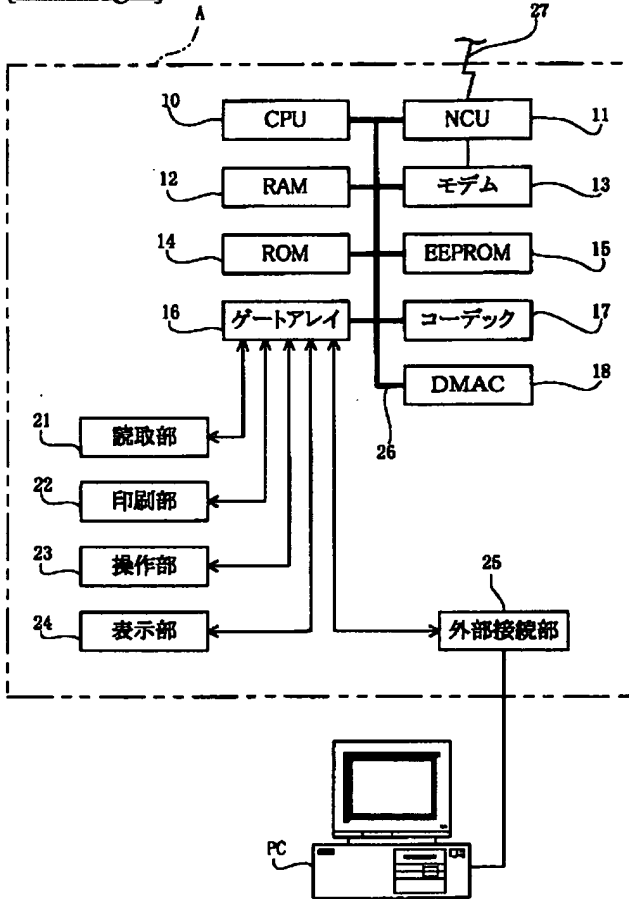 A
27
10
CPU
NCU
11
12
RAM
モデム
13
14
ROM
EEPROM
15
16
ゲートアレイ
コーデック
17
DMAC
18
26
21
読取部
22
印刷部
23
操作部
24
表示部
25
外部接続部
PC